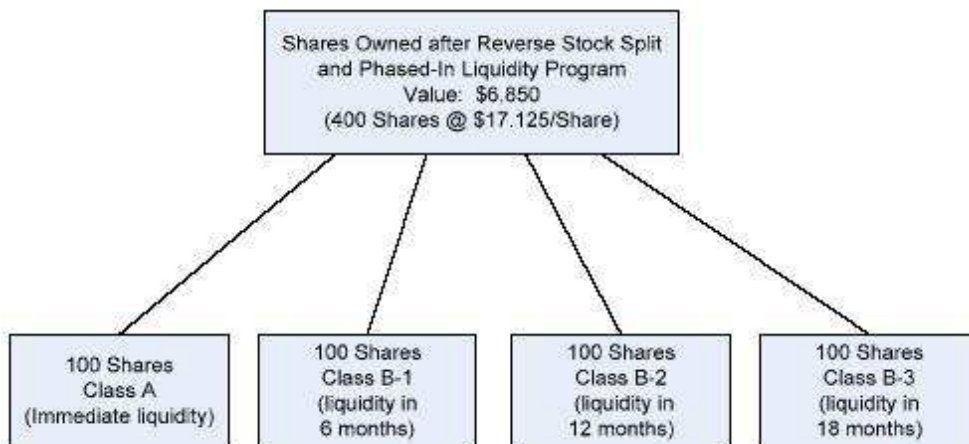 Shares Owned after Reverse Stock Split
and Phased-In Liquidity Program
Value: $6,850
(400 Shares @ $17.125/Share)
100 Shares
Class A
(Immediate liquidity)
100 Shares
Class B-1
(liquidity in
6 months)
100 Shares
Class B-2
(liquidity in
12 months)
100 Shares
Class B-3
(liquidity in
18 months)